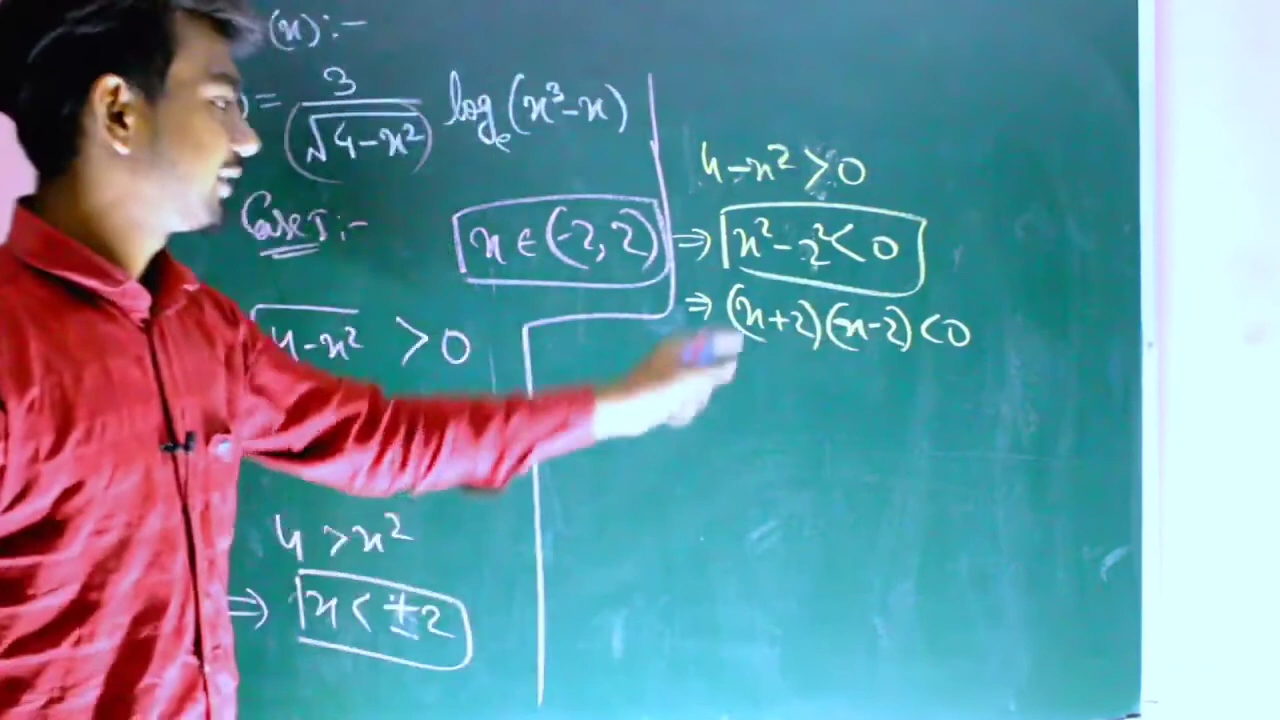 (x):-
) = 3/(√4-x²) logₑ(x³-x)
Case I :-
x ∈ (-2, 2)
4-x² > 0
4 > x²
⇒ x < ±2
4-x² > 0
⇒ x²-2² < 0
⇒ (x+2)(x-2) < 0